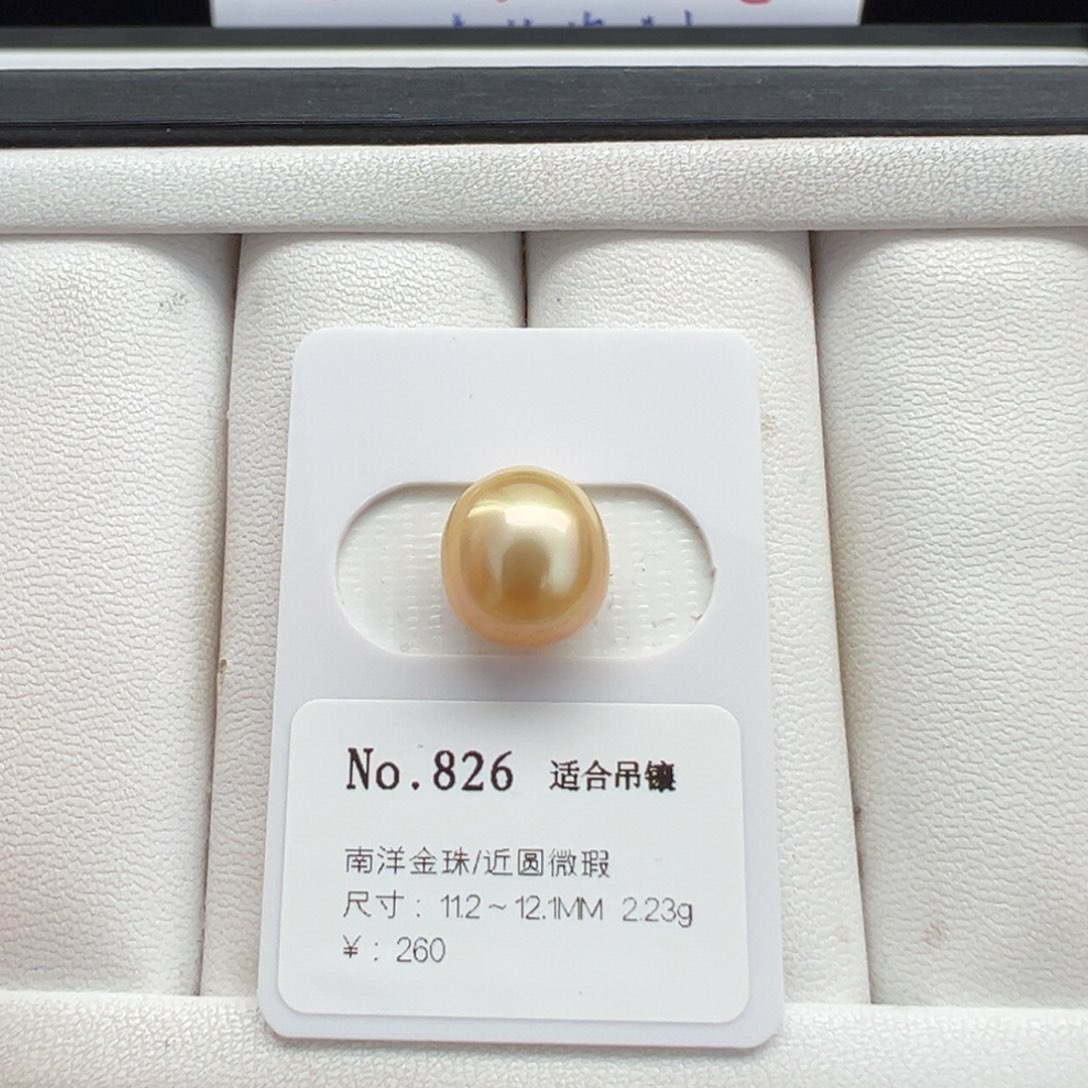 No.826 适合吊镶
南洋金珠/近圆微瑕
尺寸: 11.2~12.1MM 2.23g
¥: 260